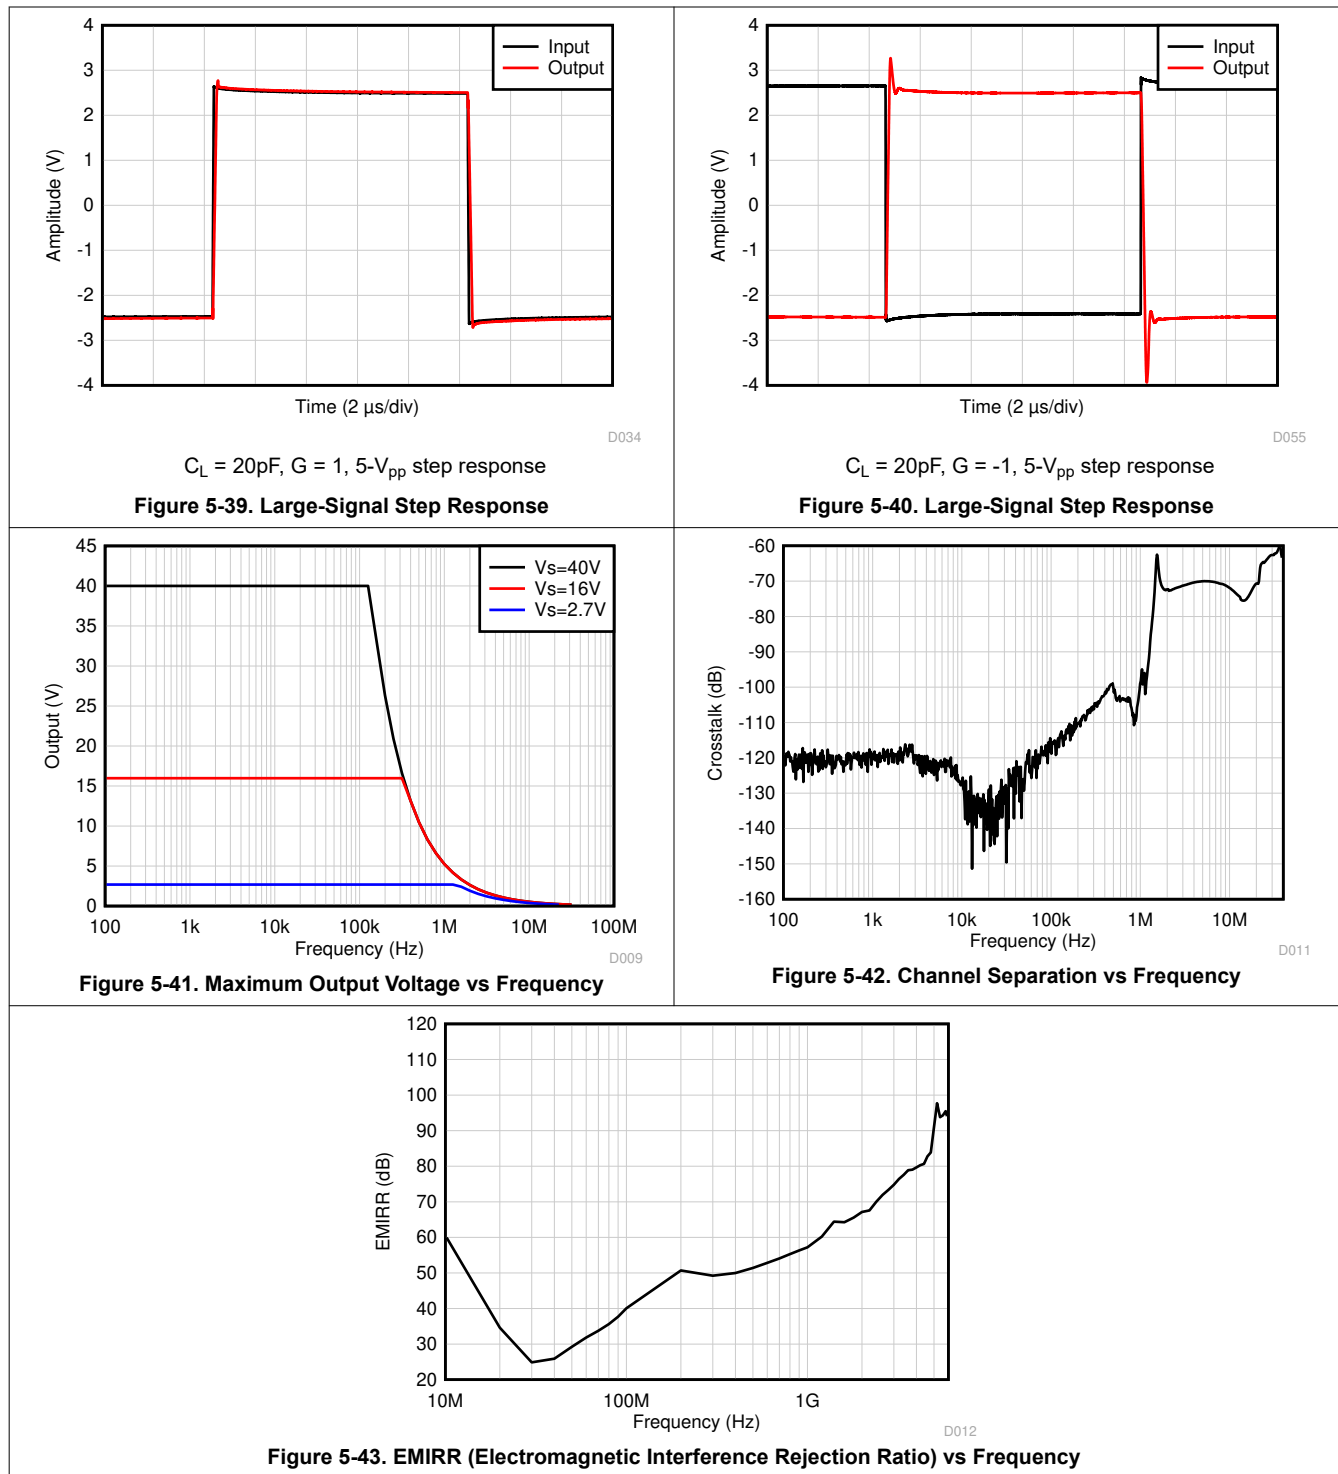 4
3
2
1
0
-1
-2
-3
-4
Amplitude (V)
Input
Output
Time (2 µs/div)
D034
C_L = 20pF, G = 1, 5-V_pp step response
Figure 5-39. Large-Signal Step Response
4
3
2
1
0
-1
-2
-3
-4
Amplitude (V)
Input
Output
Time (2 µs/div)
D055
C_L = 20pF, G = -1, 5-V_pp step response
Figure 5-40. Large-Signal Step Response
45
40
35
30
25
20
15
10
5
0
Output (V)
Vs=40V
Vs=16V
Vs=2.7V
100 1k 10k 100k 1M 10M 100M
Frequency (Hz)
D009
Figure 5-41. Maximum Output Voltage vs Frequency
-60
-70
-80
-90
-100
-110
-120
-130
-140
-150
-160
Crosstalk (dB)
100 1k 10k 100k 1M 10M
Frequency (Hz)
D011
Figure 5-42. Channel Separation vs Frequency
120
110
100
90
80
70
60
50
40
30
20
EMIRR (dB)
10M 100M 1G
Frequency (Hz)
D012
Figure 5-43. EMIRR (Electromagnetic Interference Rejection Ratio) vs Frequency